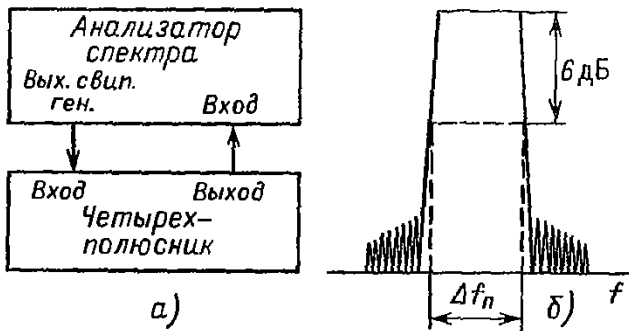 Анализатор
спектра
Вых. свип.
ген.
Вход
Вход
Выход
Четырех-
полюсник
а)
6 дБ
Δfп
б)
f